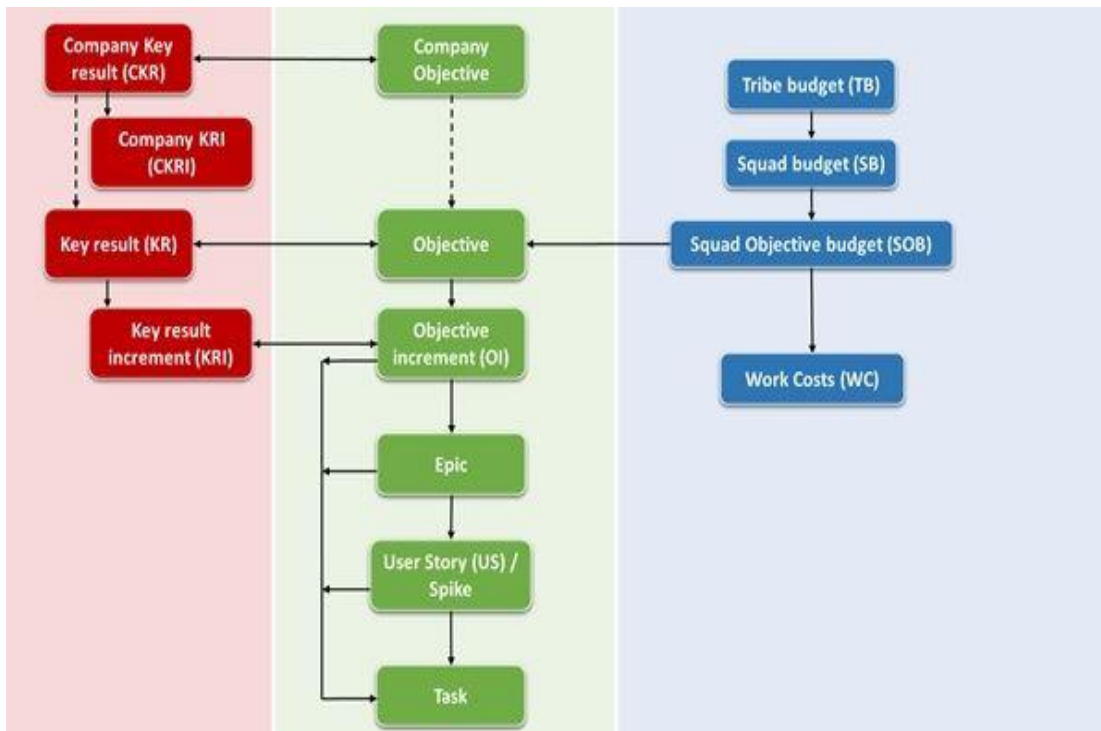 Company Key
result (CKR)
Company KRI
(CKRI)
Key result (KR)
Key result
increment (KRI)
Company
Objective
Objective
Objective
increment (OI)
Epic
User Story (US) /
Spike
Task
Tribe budget (TB)
Squad budget (SB)
Squad Objective budget (SOB)
Work Costs (WC)